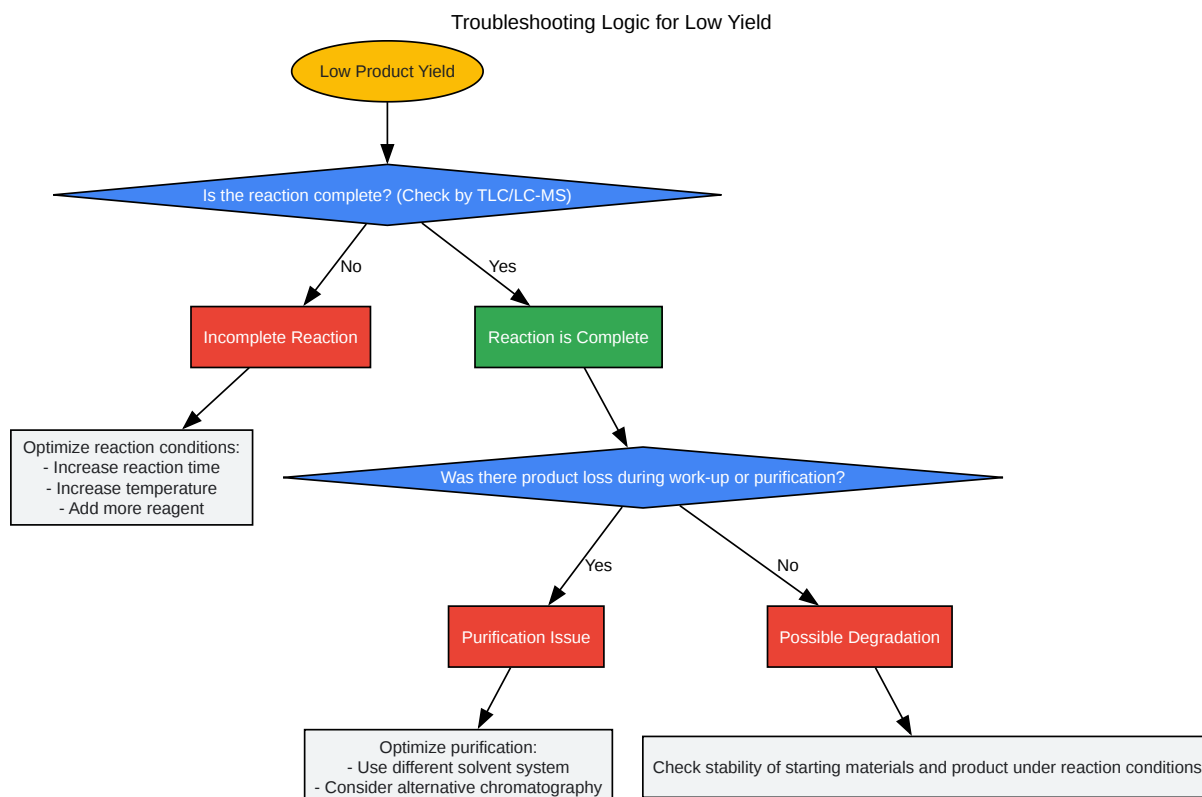 Troubleshooting Logic for Low Yield
Low Product Yield
Is the reaction complete? (Check by TLC/LC-MS)
No
Yes
Incomplete Reaction
Reaction is Complete
Optimize reaction conditions:
- Increase reaction time
- Increase temperature
- Add more reagent
Was there product loss during work-up or purification?
Yes
No
Purification Issue
Possible Degradation
Optimize purification:
- Use different solvent system
- Consider alternative chromatography
Check stability of starting materials and product under reaction conditions